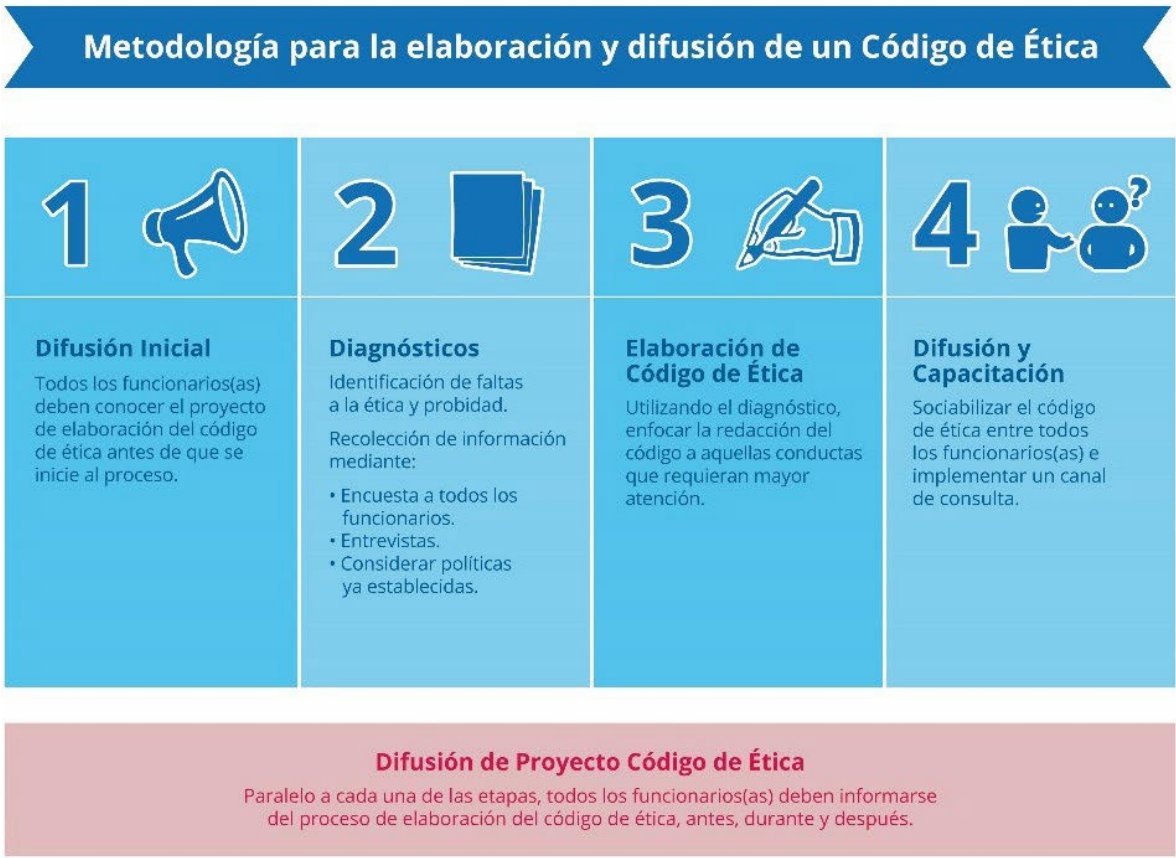 Metodología para la elaboración y difusión de un Código de Ética
1
Difusión Inicial
Todos los funcionarios(as)
deben conocer el proyecto
de elaboración del código
de ética antes de que se
inicie al proceso.
2
Diagnósticos
Identificación de faltas
a la ética y probidad.
Recolección de información
mediante:
• Encuesta a todos los
funcionarios.
• Entrevistas.
• Considerar políticas
ya establecidas.
3
Elaboración de
Código de Ética
Utilizando el diagnóstico,
enfocar la redacción del
código a aquellas conductas
que requieran mayor
atención.
4
?
Difusión y
Capacitación
Sociabilizar el código
de ética entre todos
los funcionarios(as) e
implementar un canal
de consulta.
Difusión de Proyecto Código de Ética
Paralelo a cada una de las etapas, todos los funcionarios(as) deben informarse
del proceso de elaboración del código de ética, antes, durante y después.